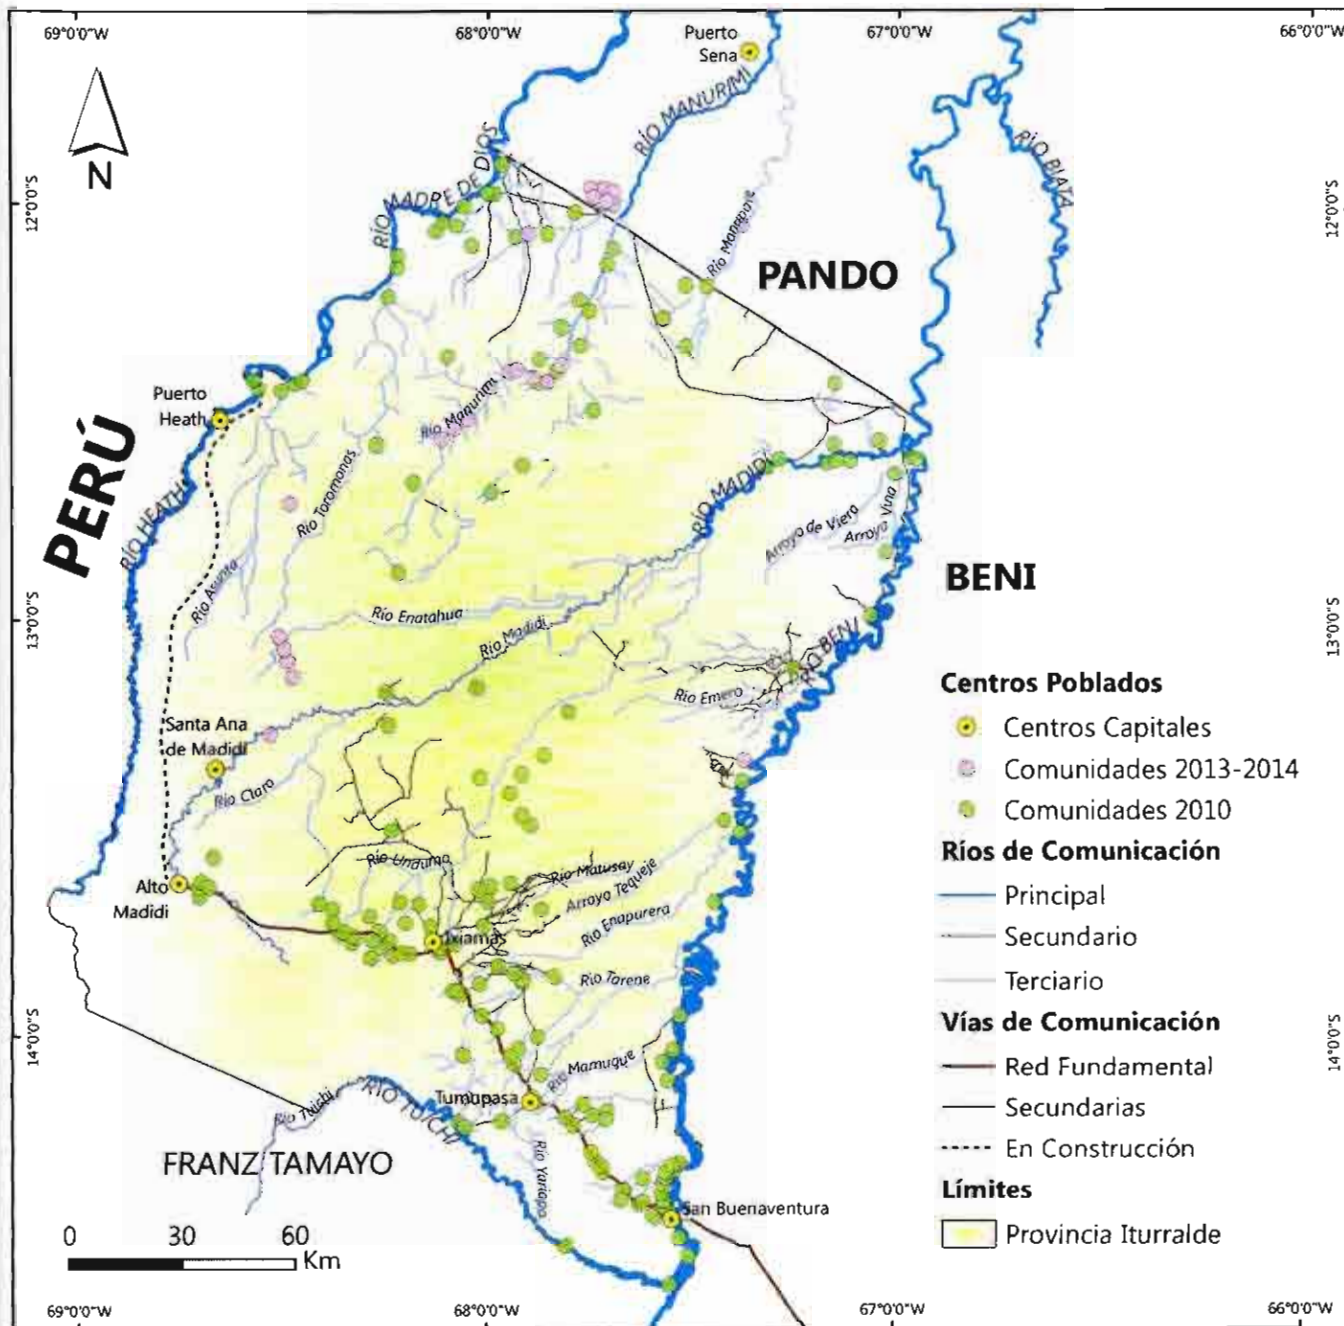 69°0'0"W
68°0'0"W
67°0'0"W
66°0'0"W
Puerto
Sena
N
RÍO MANURIMI
RÍO BIATA
RÍO MADRE DE DIOS
12°0'0"S
12°0'0"S
Río Manupare
PANDO
Puerto
Heath
PERÚ
RÍO HEATH
Río Manurimi
Río Toromonas
RÍO MADIDI
Arroyo de Viero
Arroyo Vina
Río Asunta
BENI
13°0'0"S
13°0'0"S
Río Enatahua
Río Madidi
RÍO BENI
Río Emero
Santa Ana
de Madidi
Río Claro
Centros Poblados
Centros Capitales
Comunidades 2013-2014
Comunidades 2010
Ríos de Comunicación
Principal
Secundario
Terciario
Vías de Comunicación
Red Fundamental
Secundarias
En Construcción
Límites
Provincia Iturralde
Río Undumo
Río Matusay
Arroyo Tequeje
Alto
Madidi
Río Enapurera
Ixiamas
Río Tarene
14°0'0"S
14°0'0"S
Río Mamuque
Tumupasa
Río Tuichi
RÍO TUICHI
FRANZ TAMAYO
Río Yariapo
San Buenaventura
0 30 60
Km
69°0'0"W
68°0'0"W
67°0'0"W
66°0'0"W